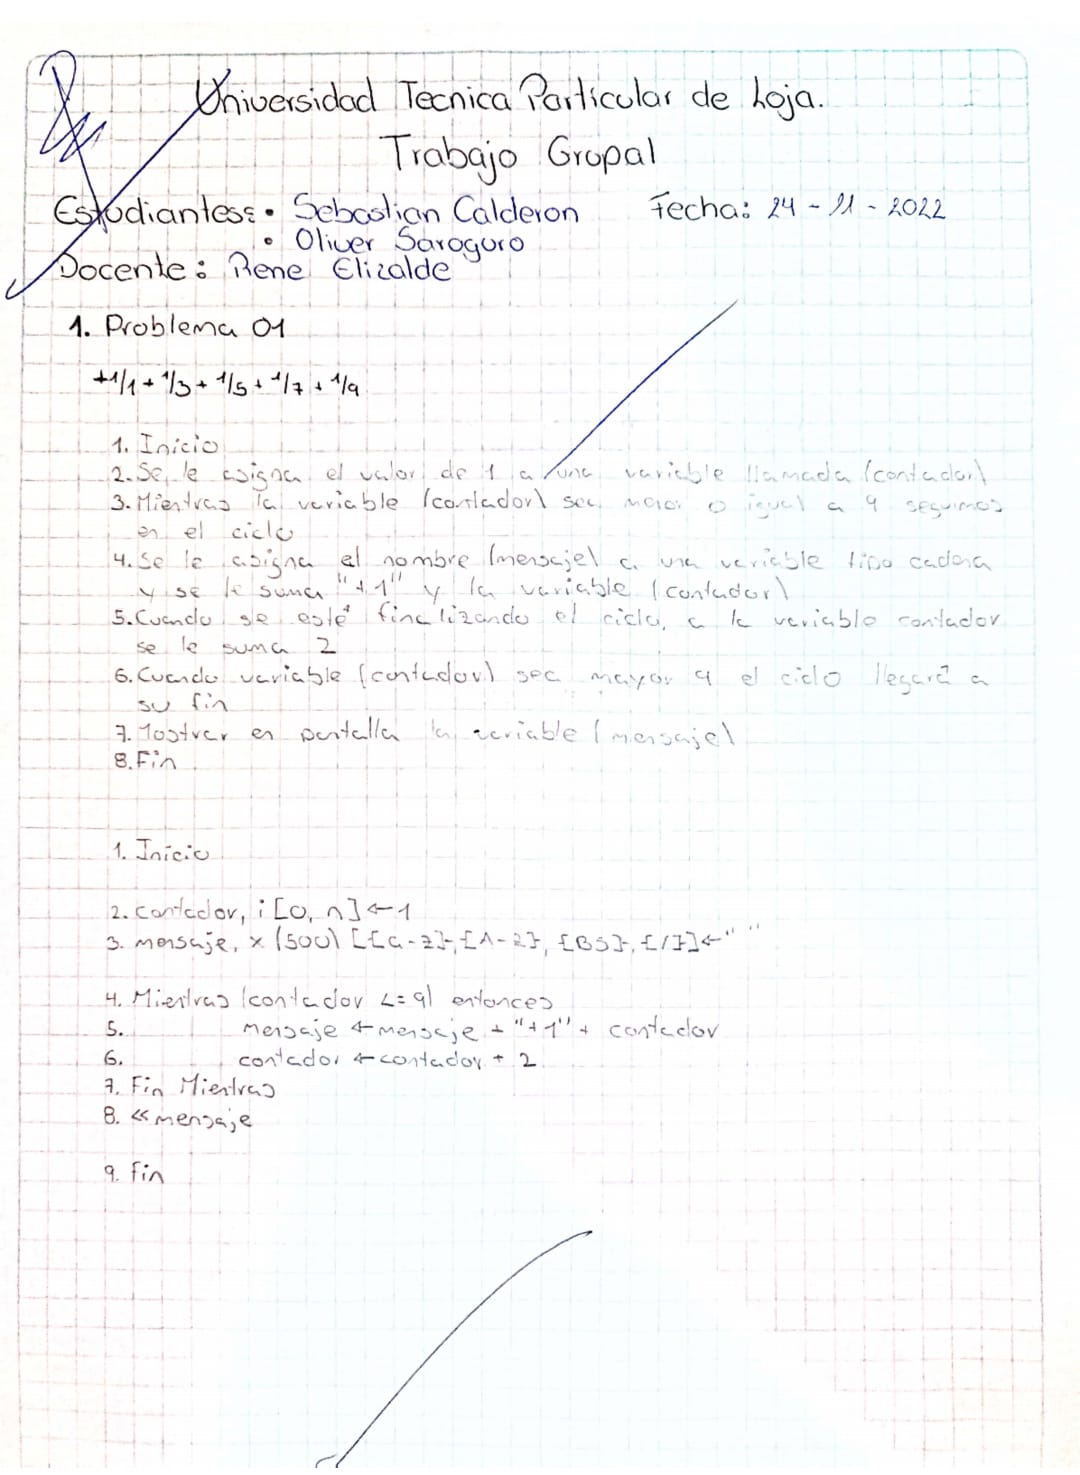 Universidad Tecnica Particular de Loja.
Trabajo Grupal
Estudiantes: • Sebastian Calderon Fecha: 24 - 11 - 2022
• Oliver Saroguro
Docente: Rene Elizalde
1. Problema 01
+1/1 + 1/3 + 1/5 + 1/7 + 1/9
1. Inicio
2. Se le asigna el valor de 1 a una variable llamada (contador)
3. Mientras la variable (contador) sea menor o igual a 9 seguimos
en el ciclo
4. Se le asigna el nombre (mensaje) a una variable tipo cadena
y se le suma "+1" y la variable (contador)
5. Cuando se esté finalizando el ciclo, a la variable contador
se le suma 2
6. Cuando variable (contador) sea mayor 9 el ciclo llegará a
su fin
7. Mostrar en pantalla la variable (mensaje)
8. Fin
1. Inicio
2. contador, i [0, n] ← 1
3. mensaje, x (500) [{a-z}, {A-Z}, {BS}, {/}] ← " "
4. Mientras (contador <= 9) entonces
5. mensaje ← mensaje + "+1" + contador
6. contador ← contador + 2
7. Fin Mientras
8. << mensaje
9. Fin